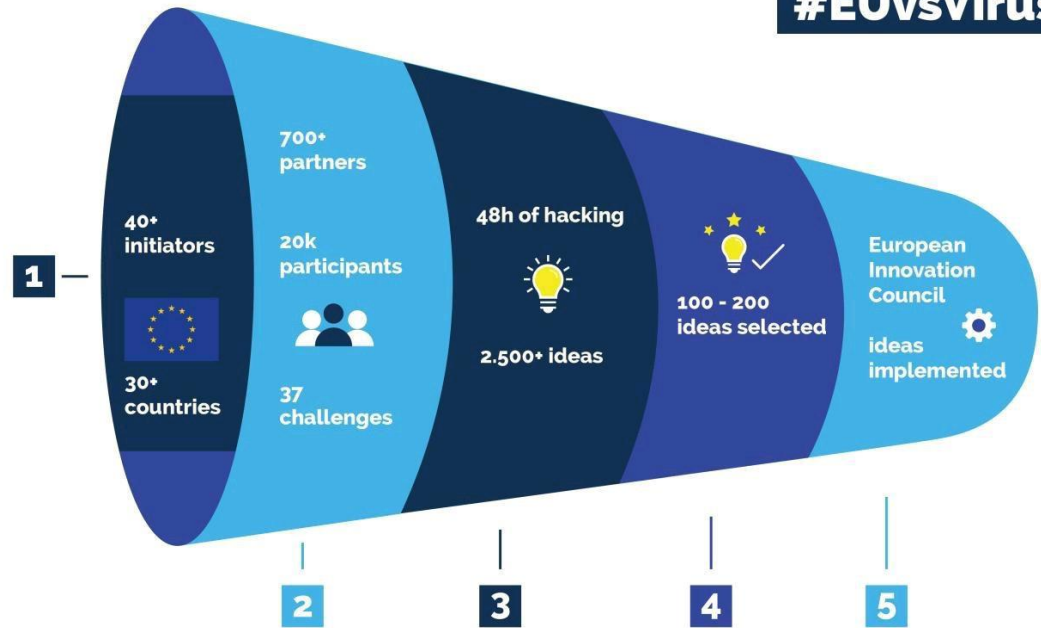 #EUvsVirus
1
40+
initiators
30+
countries
700+
partners
20k
participants
37
challenges
48h of hacking
2.500+ ideas
100 - 200
ideas selected
European
Innovation
Council
ideas
implemented
2
3
4
5